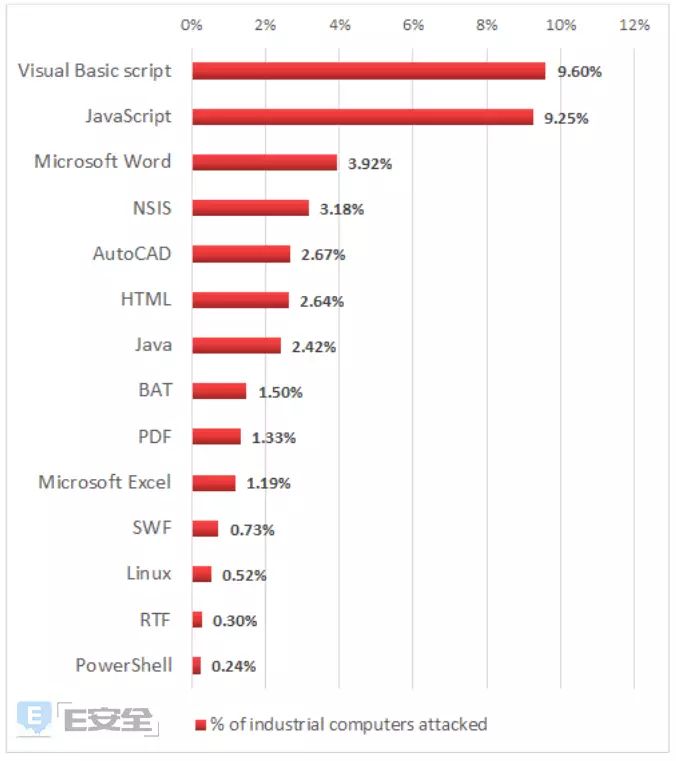 0% 2% 4% 6% 8% 10% 12%
Visual Basic script 9.60%
JavaScript 9.25%
Microsoft Word 3.92%
NSIS 3.18%
AutoCAD 2.67%
HTML 2.64%
Java 2.42%
BAT 1.50%
PDF 1.33%
Microsoft Excel 1.19%
SWF 0.73%
Linux 0.52%
RTF 0.30%
PowerShell 0.24%
E E安全 % of industrial computers attacked